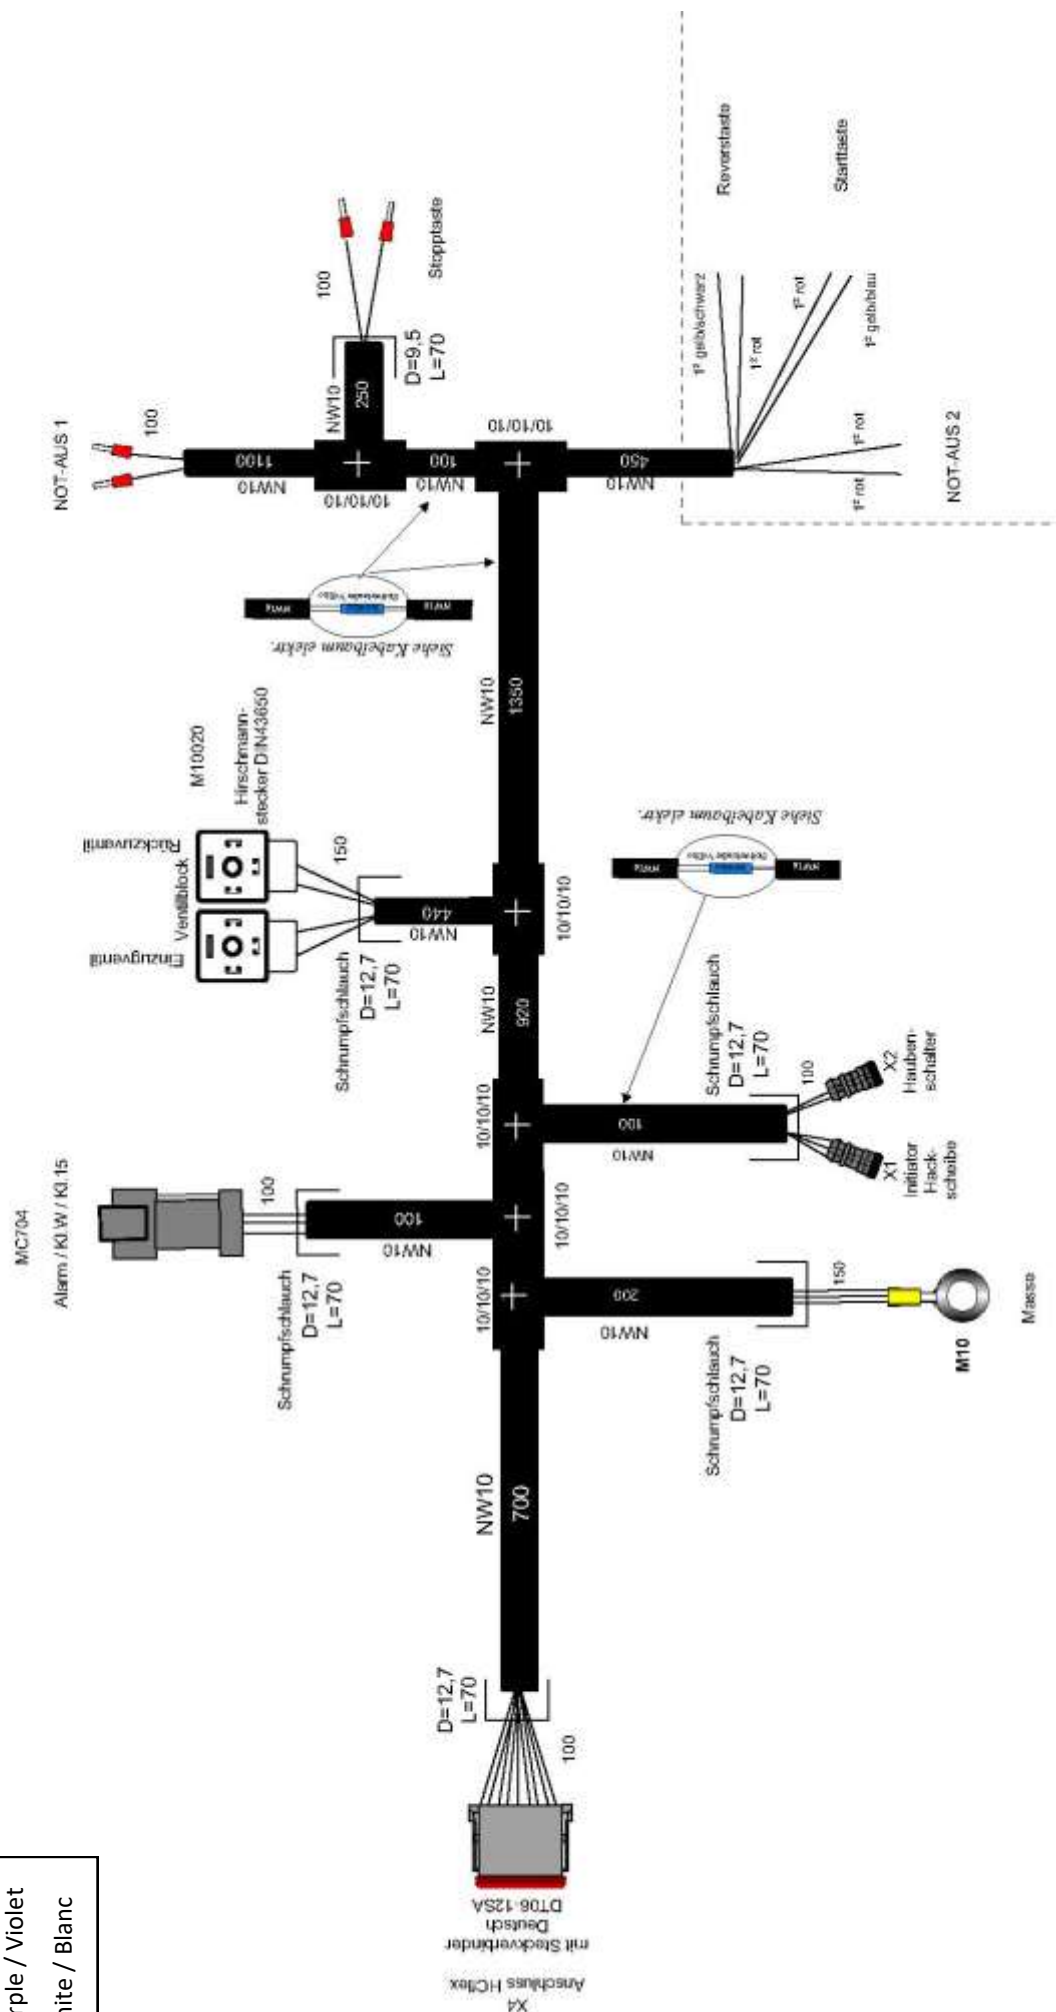 NOT-AUS 1
100
NW10
1100
10/10/10
NW10
250
D=9,5
L=70
100
Stopptaste
NW10
100
10/10/10
NW10
450
1² gelb/schwarz
1² rot
Reverstaste
1² rot
1² gelb/blau
Starttaste
1² rot
1² rot
NOT-AUS 2
Siehe Kabelbaum elektr.
NW10
1350
M10020
Hirschmann-
stecker DIN43650
Rückzuventil
Ventilblock
Einzugventil
150
Schrumpfschlauch
D=12,7
L=70
NW10
440
10/10/10
Siehe Kabelbaum elektr.
NW10
920
10/10/10
NW10
100
Schrumpfschlauch
D=12,7
L=70
100
X2
Hauben-
schalter
X1
Initiator
Hack-
scheibe
MC704
Alarm / Kl.W / Kl.15
100
Schrumpfschlauch
D=12,7
L=70
NW10
100
10/10/10
10/10/10
NW10
200
Schrumpfschlauch
D=12,7
L=70
150
M10
Masse
NW10
700
D=12,7
L=70
100
X4
Anschluss HCflex
mit Steckverbinder
Deutsch
DT06-12SA
rple / Violet
ite / Blanc